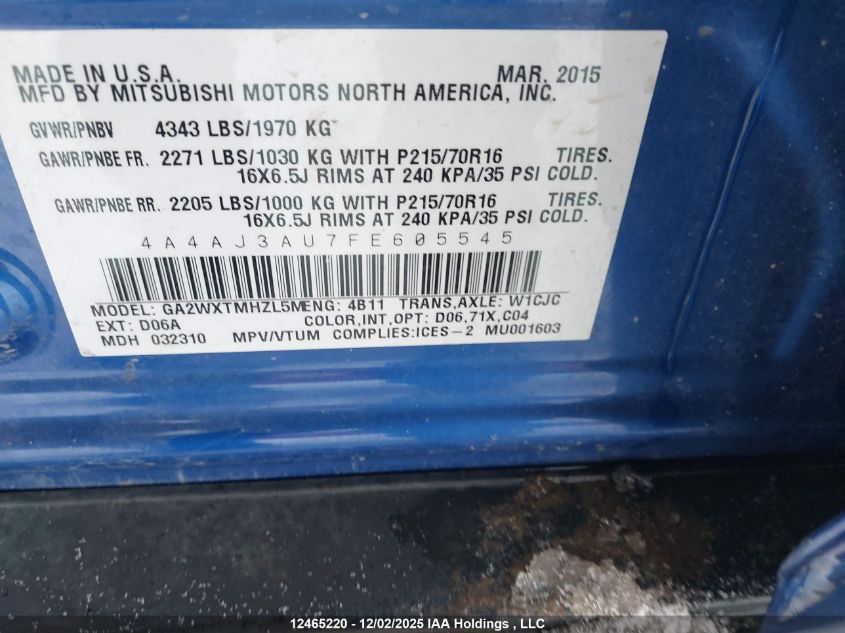 MADE IN U.S.A. MAR. 2015
MFD BY MITSUBISHI MOTORS NORTH AMERICA, INC.
GVWR/PNBV 4343 LBS/1970 KG
GAWR/PNBE FR. 2271 LBS/1030 KG WITH P215/70R16 TIRES.
16X6.5J RIMS AT 240 KPA/35 PSI COLD.
GAWR/PNBE RR. 2205 LBS/1000 KG WITH P215/70R16 TIRES.
16X6.5J RIMS AT 240 KPA/35 PSI COLD.
4A4AJ3AU7FE605545
MODEL: GA2WXTMHZL5M ENG: 4B11 TRANS,AXLE: W1CJC
EXT: D06A COLOR,INT,OPT: D06,71X,C04
MDH 032310 MPV/VTUM COMPLIES:ICES-2 MU001603
12465220 - 12/02/2025 IAA Holdings , LLC